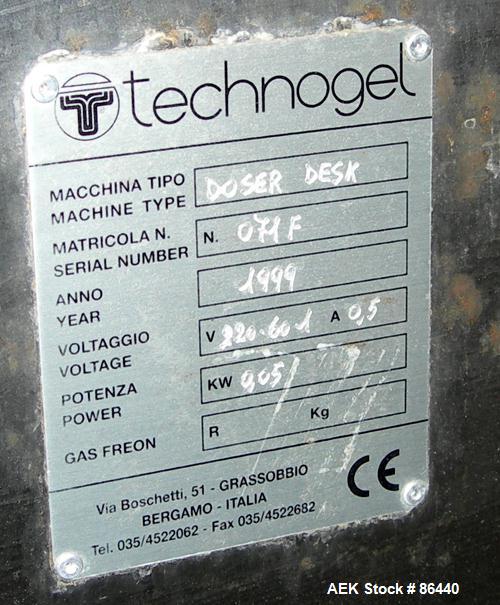 technogel
MACCHINA TIPO DOSER DESK
MACHINE TYPE
MATRICOLA N. N. 071F
SERIAL NUMBER
ANNO 1999
YEAR
VOLTAGGIO V 220-60-1 A 0,5
VOLTAGE
POTENZA KW 0,05
POWER
GAS FREON R Kg
Via Boschetti, 51 - GRASSOBBIO
BERGAMO - ITALIA
Tel. 035/4522062 - Fax 035/4522682
CE
AEK Stock # 86440